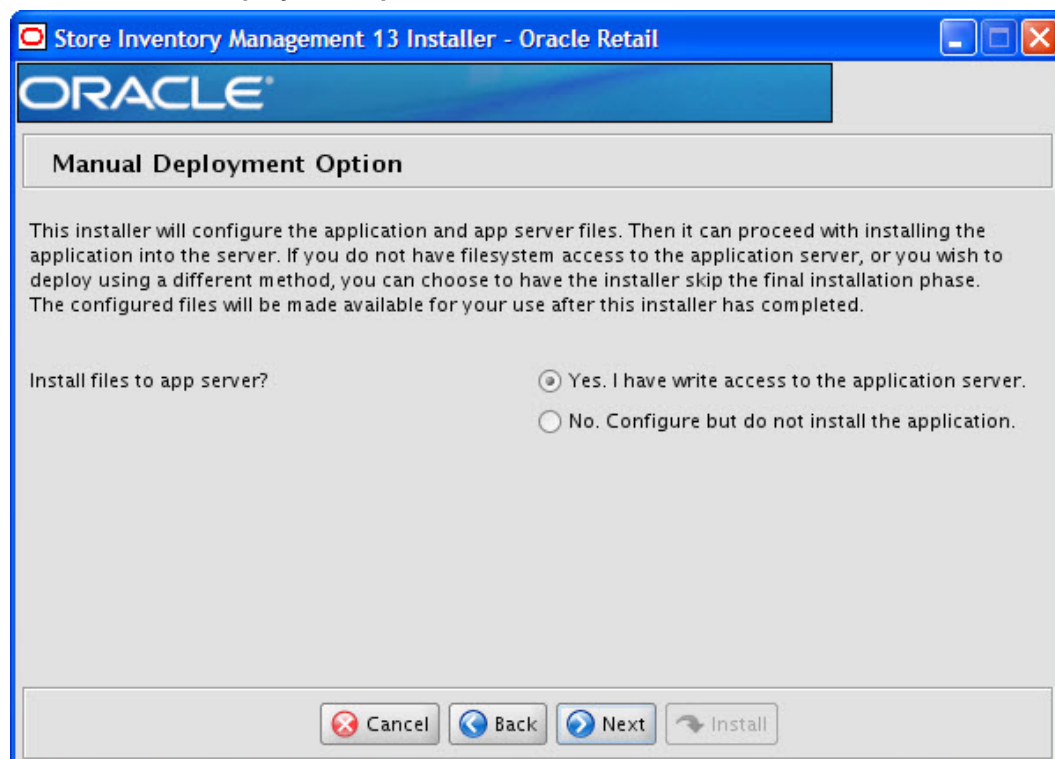 Store Inventory Management 13 Installer - Oracle Retail
ORACLE®
Manual Deployment Option
This installer will configure the application and app server files. Then it can proceed with installing the
application into the server. If you do not have filesystem access to the application server, or you wish to
deploy using a different method, you can choose to have the installer skip the final installation phase.
The configured files will be made available for your use after this installer has completed.
Install files to app server?
Yes. I have write access to the application server.
No. Configure but do not install the application.
Cancel Back Next Install